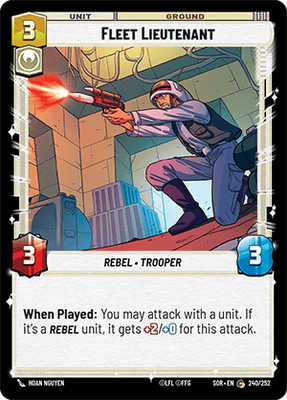 UNIT GROUND
3 FLEET LIEUTENANT
3 3
REBEL • TROOPER
When Played: You may attack with a unit. If
it's a REBEL unit, it gets +2/+0 for this attack.
HOAN NGUYEN ©LFL ©FFG SOR • EN C 240/252